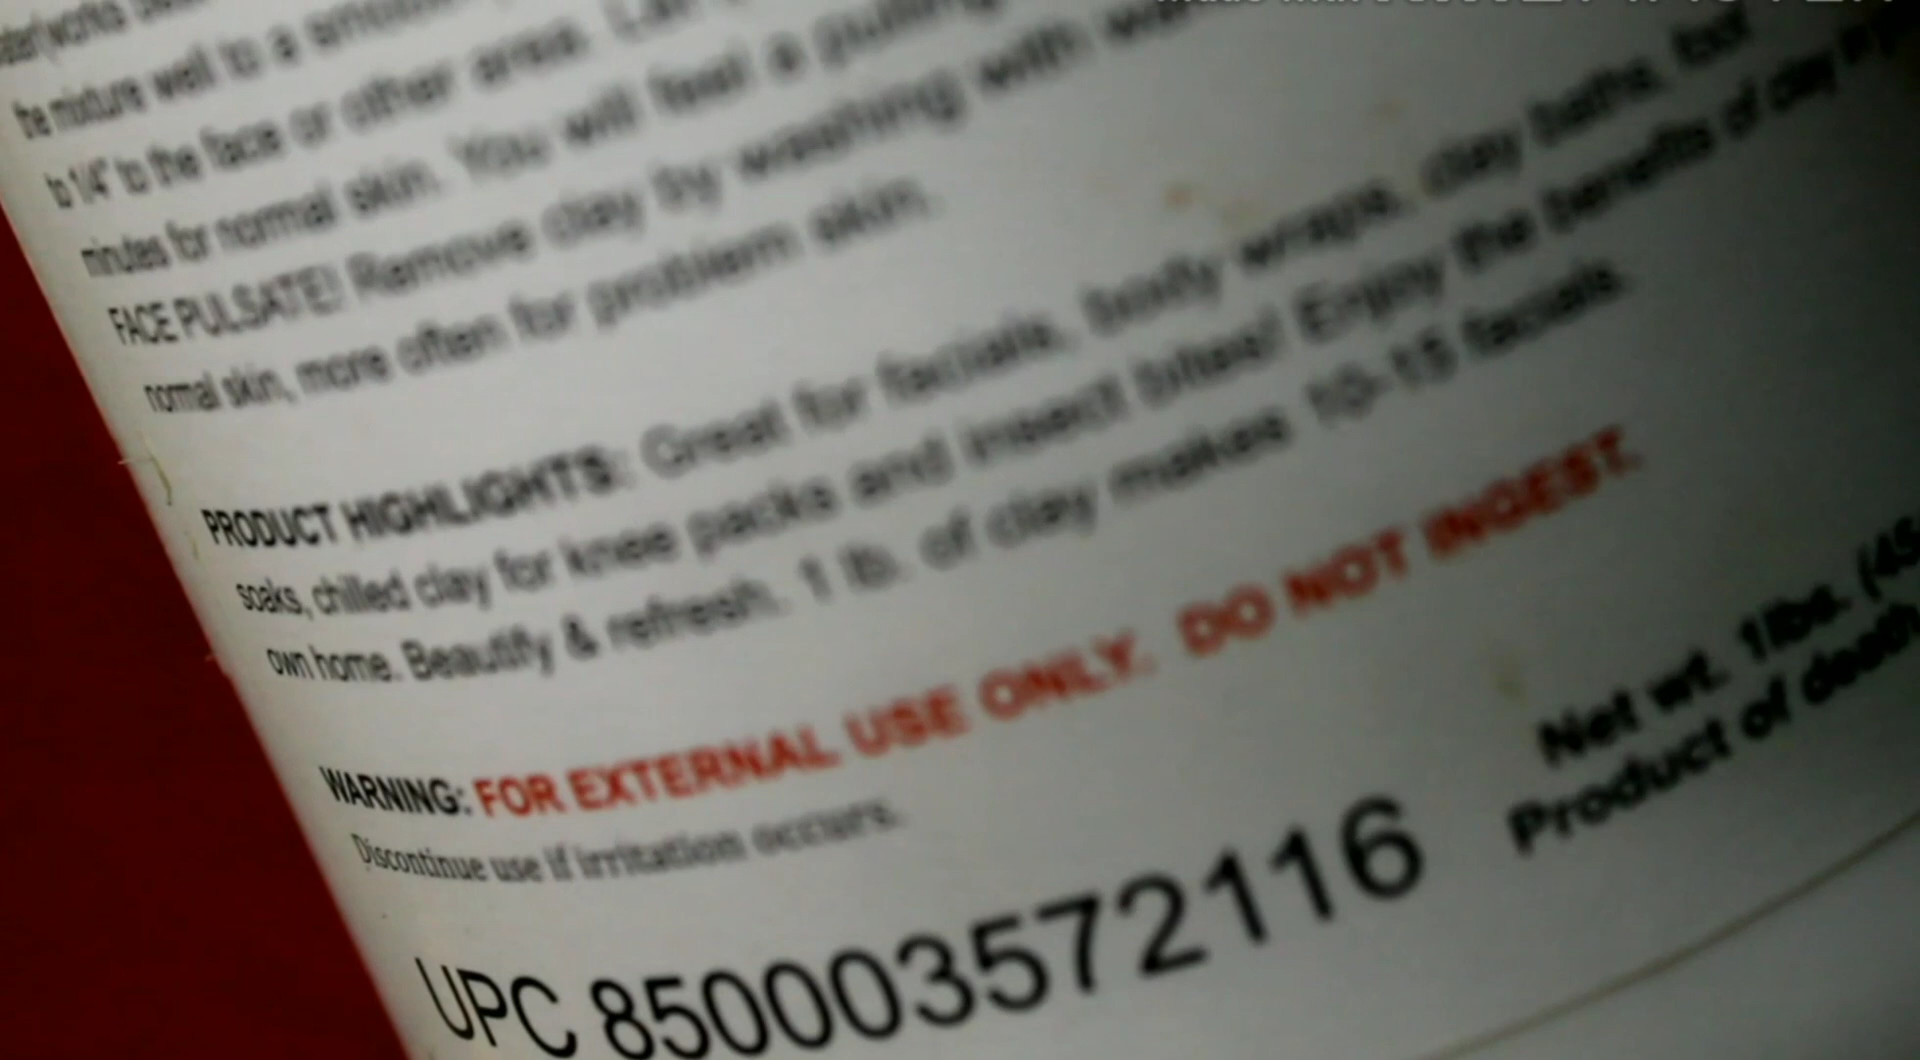 the mixture well to a smooth
to 1/4" to the face or other area.
minutes for normal skin. You will feel a pulling
FACE PULSATE! Remove clay by washing with
normal skin, more often for problem skin.
PRODUCT HIGHLIGHTS: Great for facials, body wraps, clay baths, foot
soaks, chilled clay for knee packs and insect bites! Enjoy the benefits of clay in
own home. Beautify & refresh. 1 lb. of clay makes 10-15 facials.
WARNING: FOR EXTERNAL USE ONLY. DO NOT INGEST.
Discontinue use if irritation occurs.
Net wt. 1lbs. (45
Product of death
UPC 850003572116